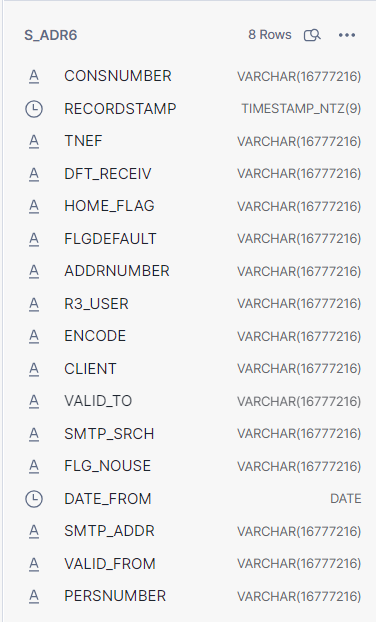 S_ADR6 8 Rows
A CONSNUMBER VARCHAR(16777216)
RECORDSTAMP TIMESTAMP_NTZ(9)
A TNEF VARCHAR(16777216)
A DFT_RECEIV VARCHAR(16777216)
A HOME_FLAG VARCHAR(16777216)
A FLGDEFAULT VARCHAR(16777216)
A ADDRNUMBER VARCHAR(16777216)
A R3_USER VARCHAR(16777216)
A ENCODE VARCHAR(16777216)
A CLIENT VARCHAR(16777216)
A VALID_TO VARCHAR(16777216)
A SMTP_SRCH VARCHAR(16777216)
A FLG_NOUSE VARCHAR(16777216)
DATE_FROM DATE
A SMTP_ADDR VARCHAR(16777216)
A VALID_FROM VARCHAR(16777216)
A PERSNUMBER VARCHAR(16777216)